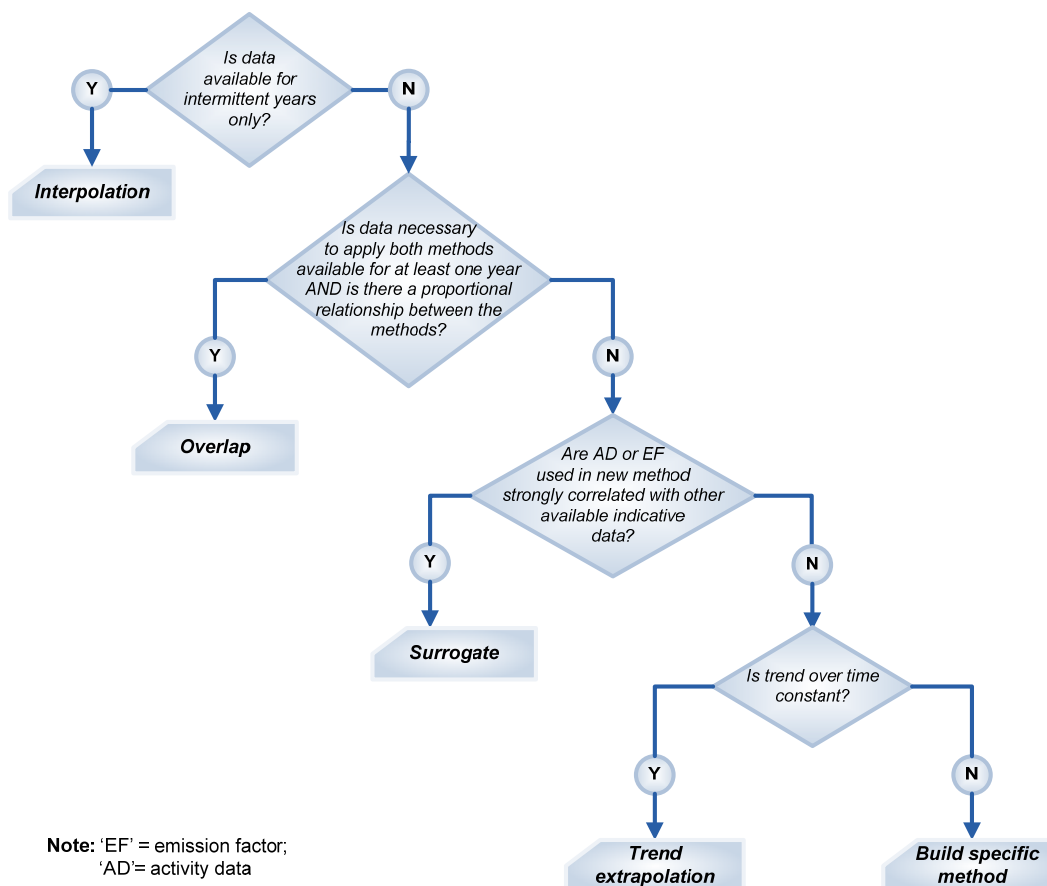 Is data
available for
intermittent years
only?
Y
N
Interpolation
Is data necessary
to apply both methods
available for at least one year
AND is there a proportional
relationship between the
methods?
Y
N
Overlap
Are AD or EF
used in new method
strongly correlated with other
available indicative
data?
Y
N
Surrogate
Is trend over time
constant?
Y
N
Trend
extrapolation
Build specific
method
Note: ‘EF’ = emission factor;
‘AD’= activity data